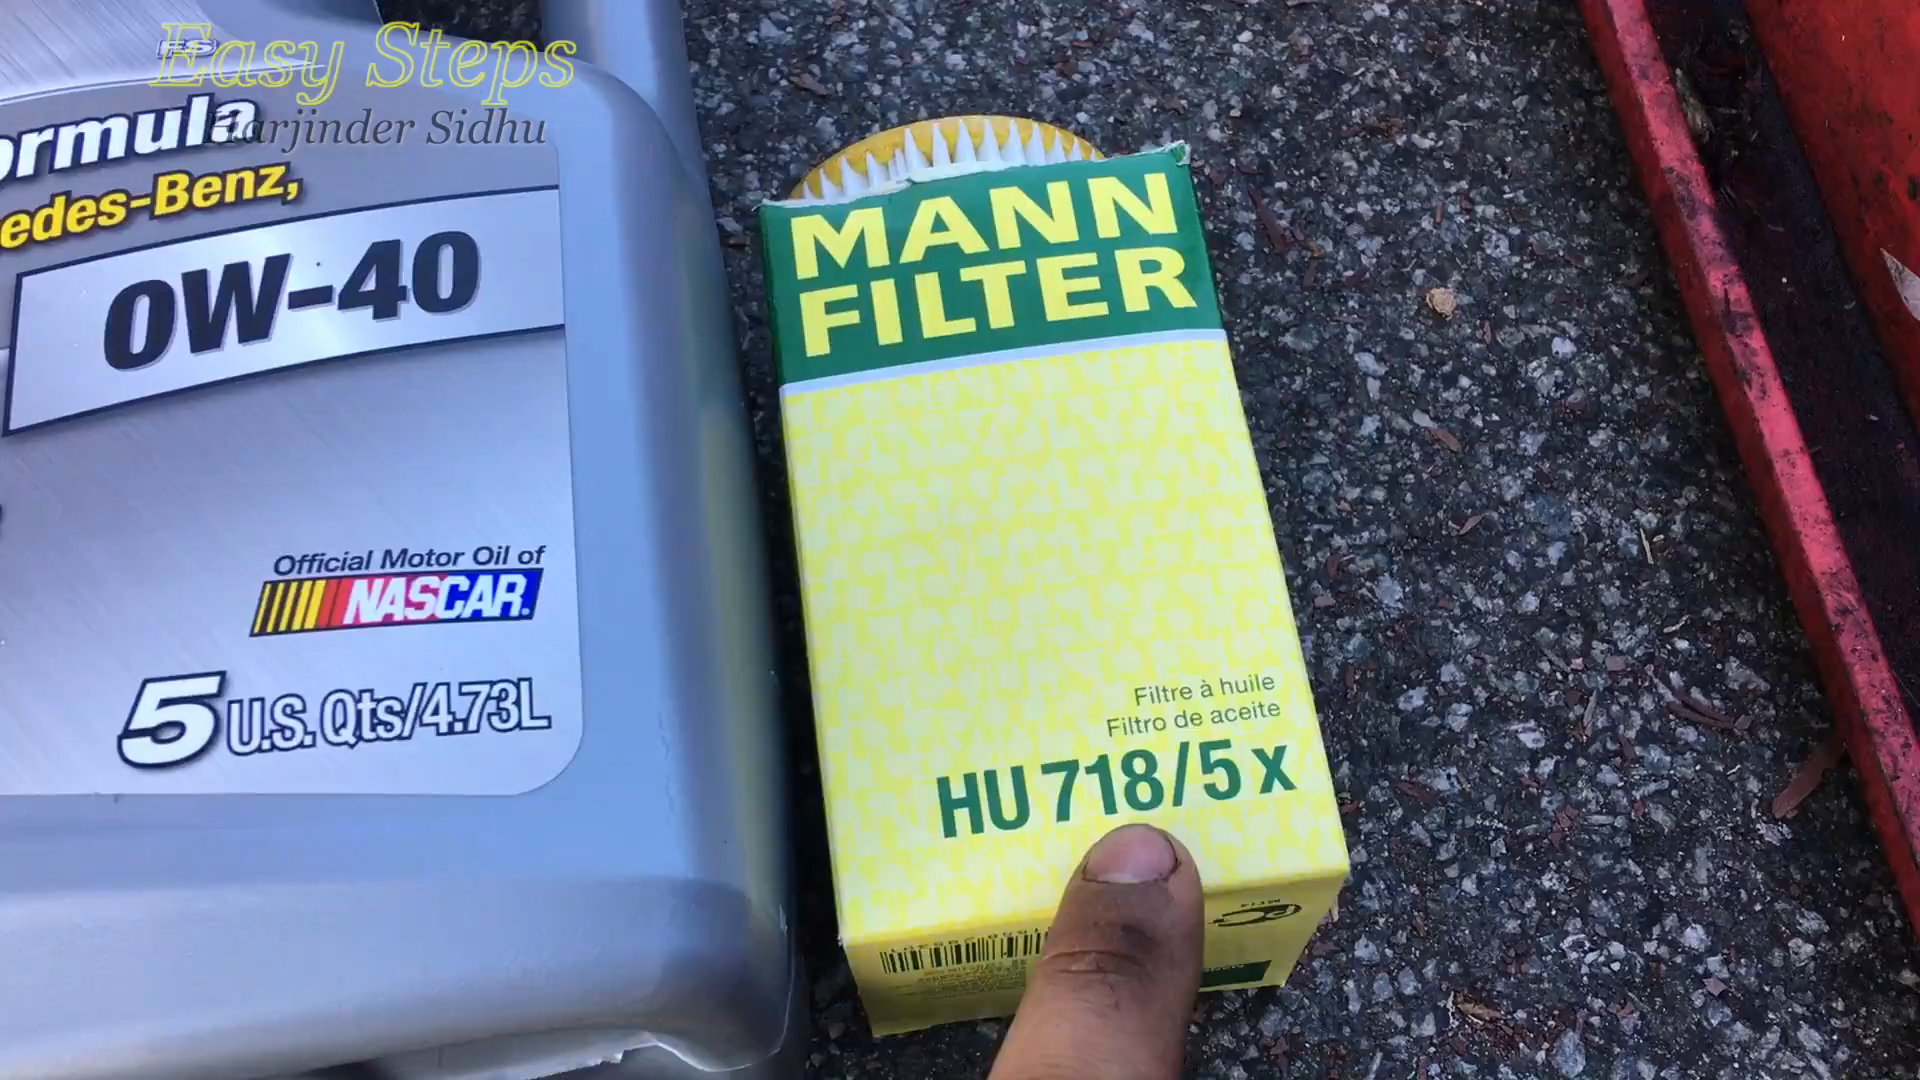 Easy Steps
Harjinder Sidhu
ormula
edes-Benz,
0W-40
Official Motor Oil of
NASCAR.
5 U.S. Qts/4.73L
MANN
FILTER
Filtre à huile
Filtro de aceite
HU 718/5 x